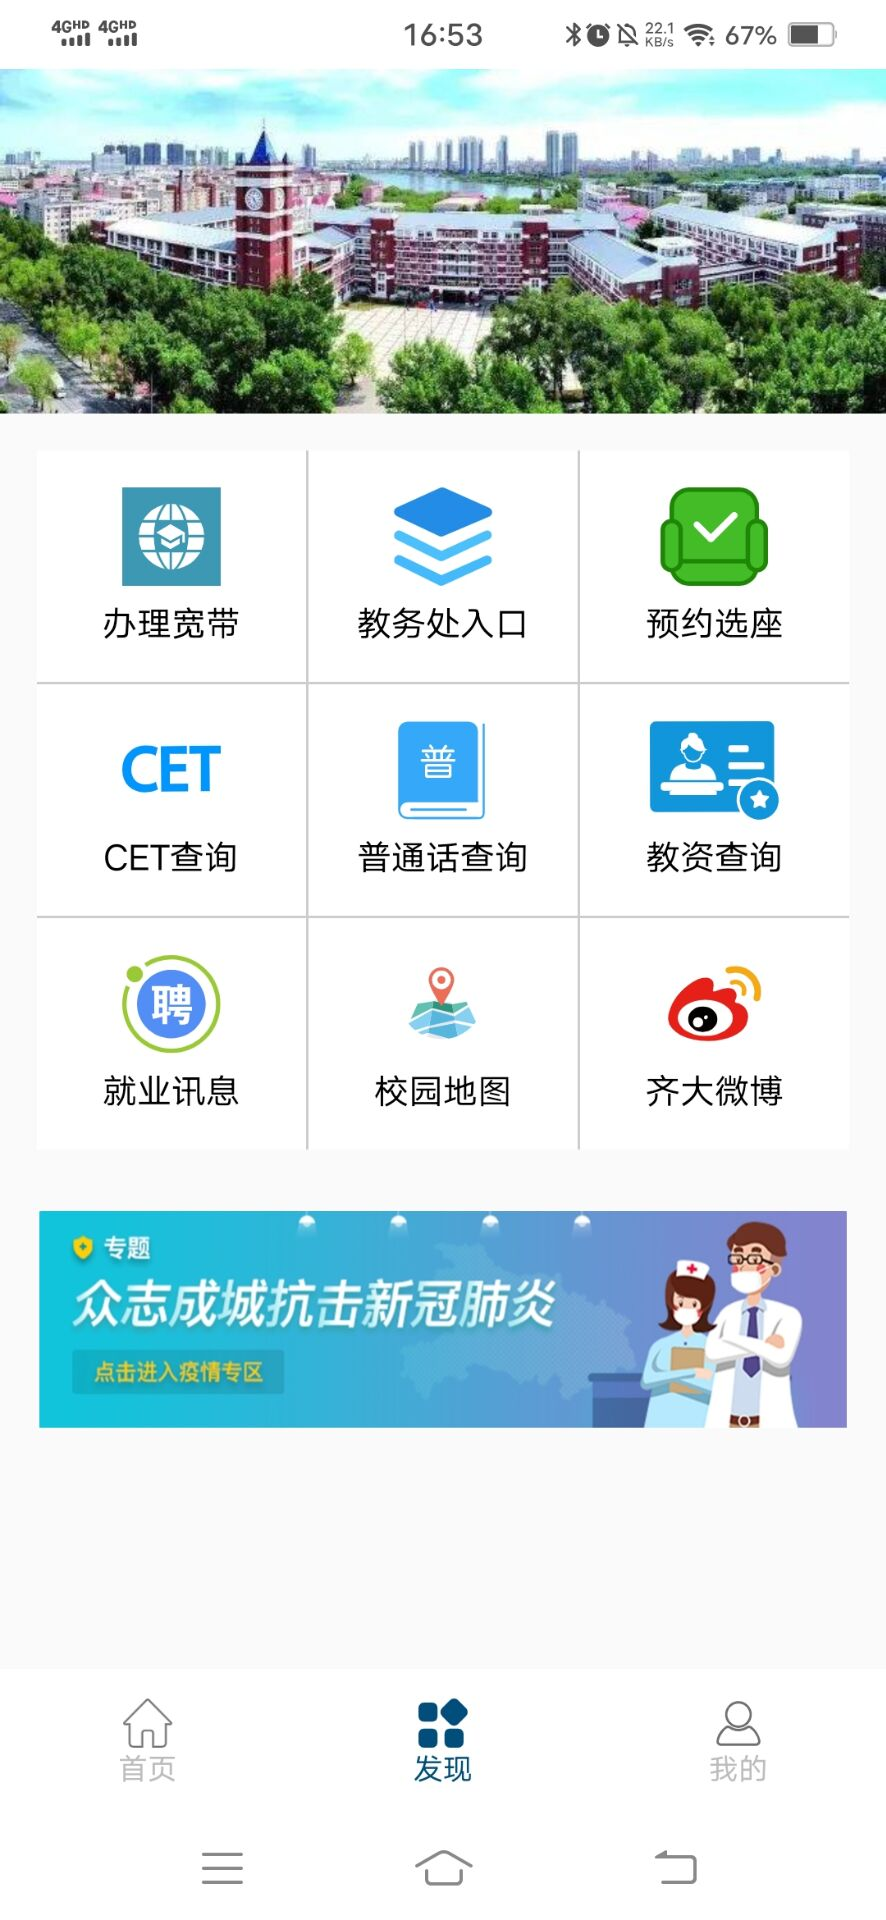 4GHD 4GHD 16:53 22.1 KB/s 67%
办理宽带 教务处入口 预约选座
CET 普
CET查询 普通话查询 教资查询
聘
就业讯息 校园地图 齐大微博
专题
众志成城抗击新冠肺炎
点击进入疫情专区
首页 发现 我的